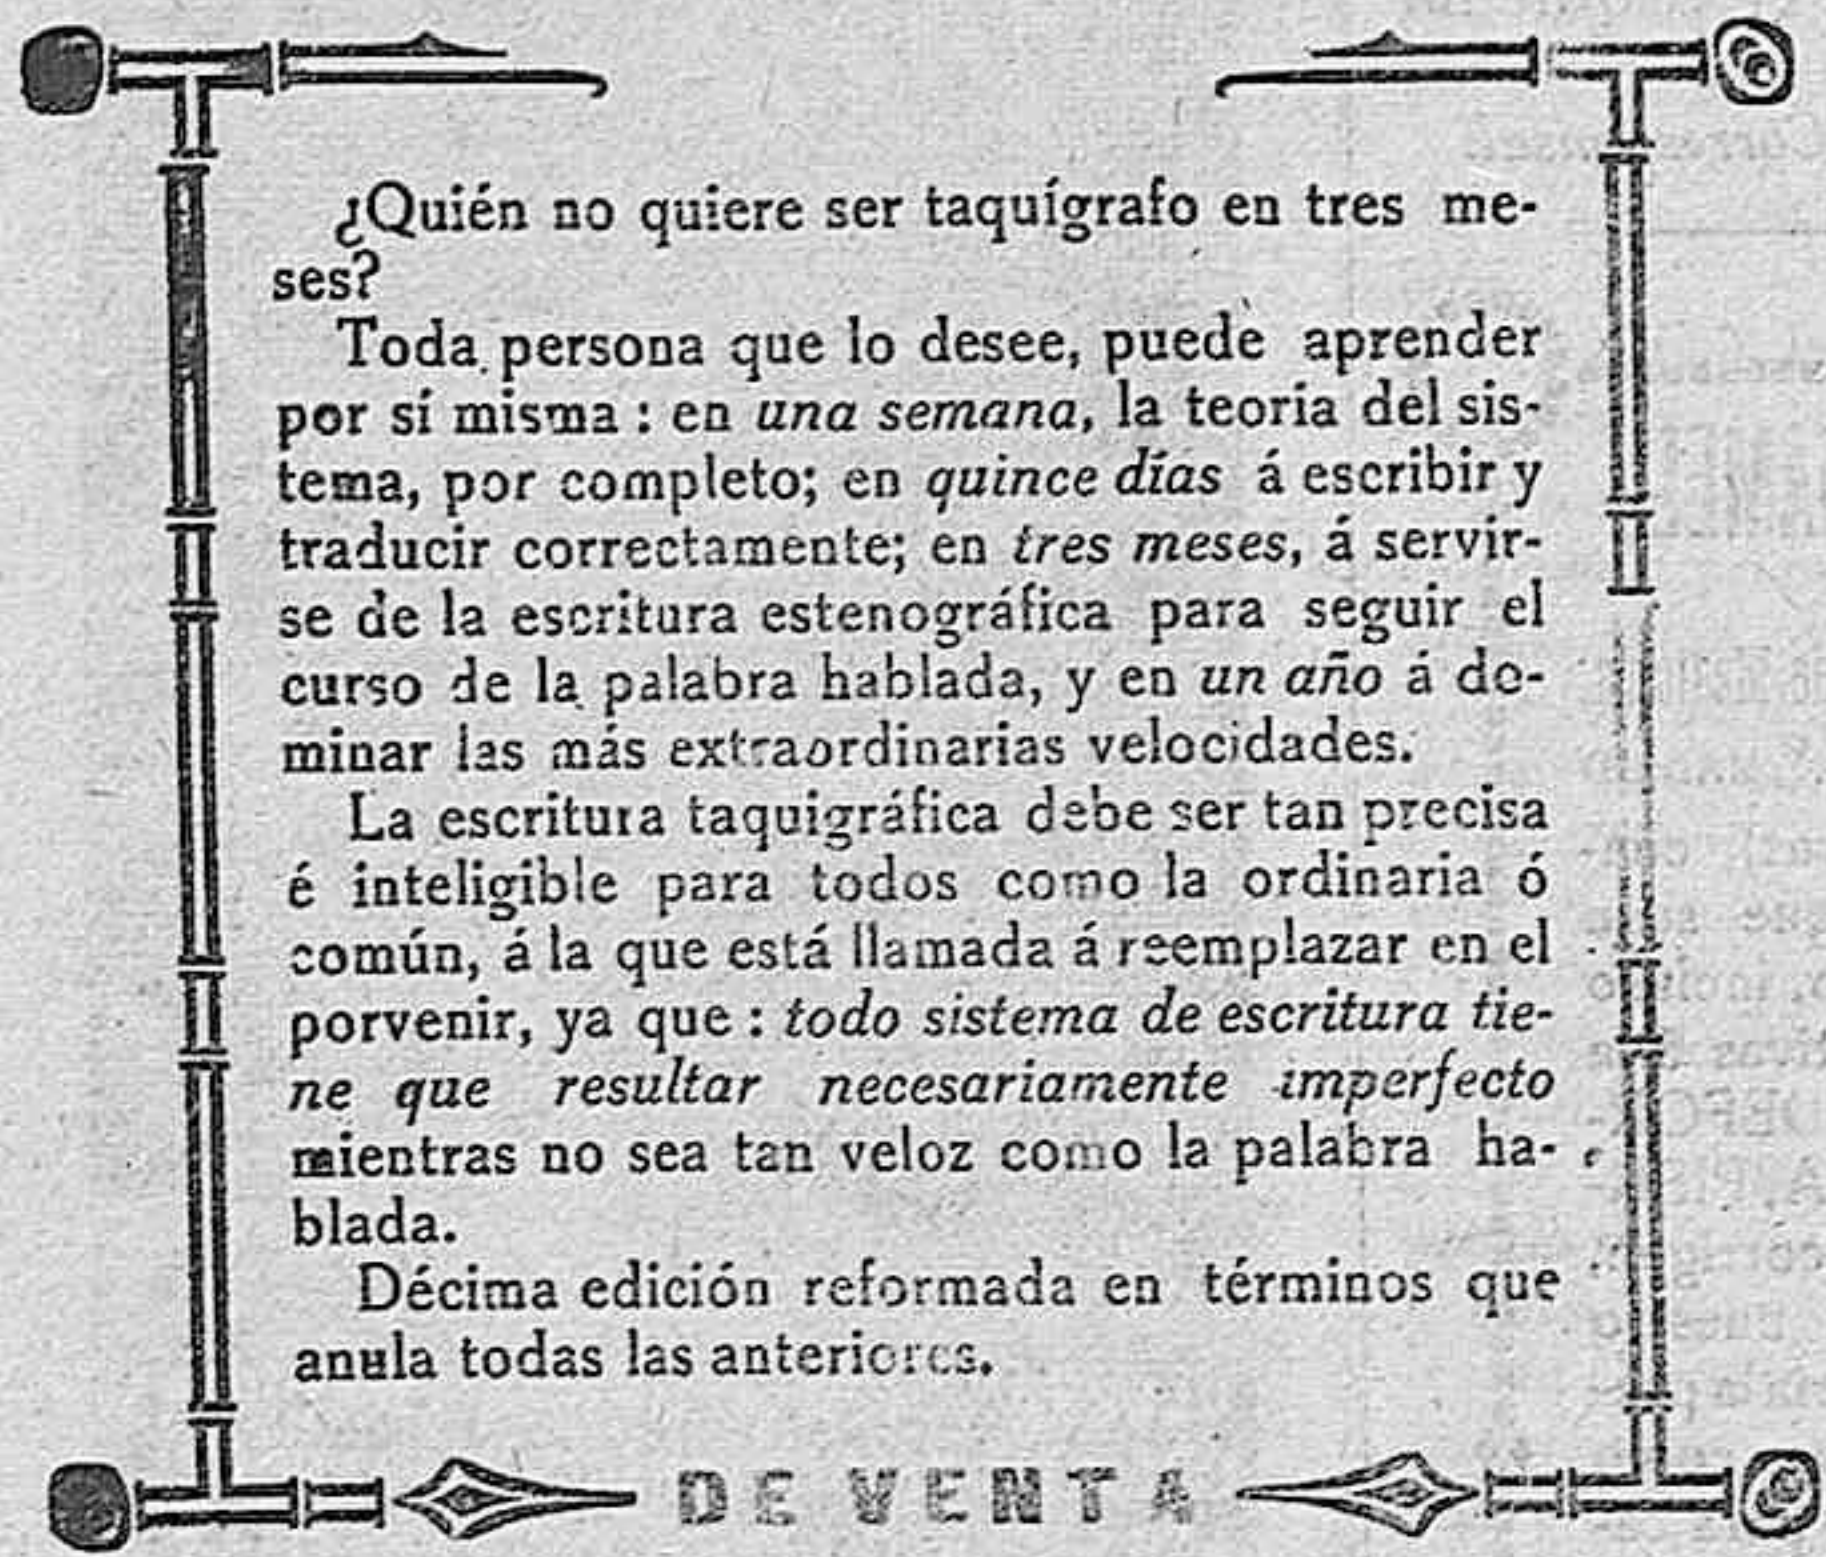 ¿Quién no quiere ser taquígrafo en tres me-
ses?
Toda persona que lo desee, puede aprender
por sí misma : en una semana, la teoria del sis-
tema, por completo; en quince días á escribir y
traducir correctamente; en tres meses, á servir-
se de la escritura estenográfica para seguir el
curso de la palabra hablada, y en un año á do-
minar las más extraordinarias velocidades.
La escritura taquigráfica debe ser tan precisa
é inteligible para todos como la ordinaria ó
común, á la que está llamada á reemplazar en el
porvenir, ya que : todo sistema de escritura tie-
ne que resultar necesariamente imperfecto
mientras no sea tan veloz como la palabra ha-
blada.
Décima edición reformada en términos que
anula todas las anteriores.
DE VENTA